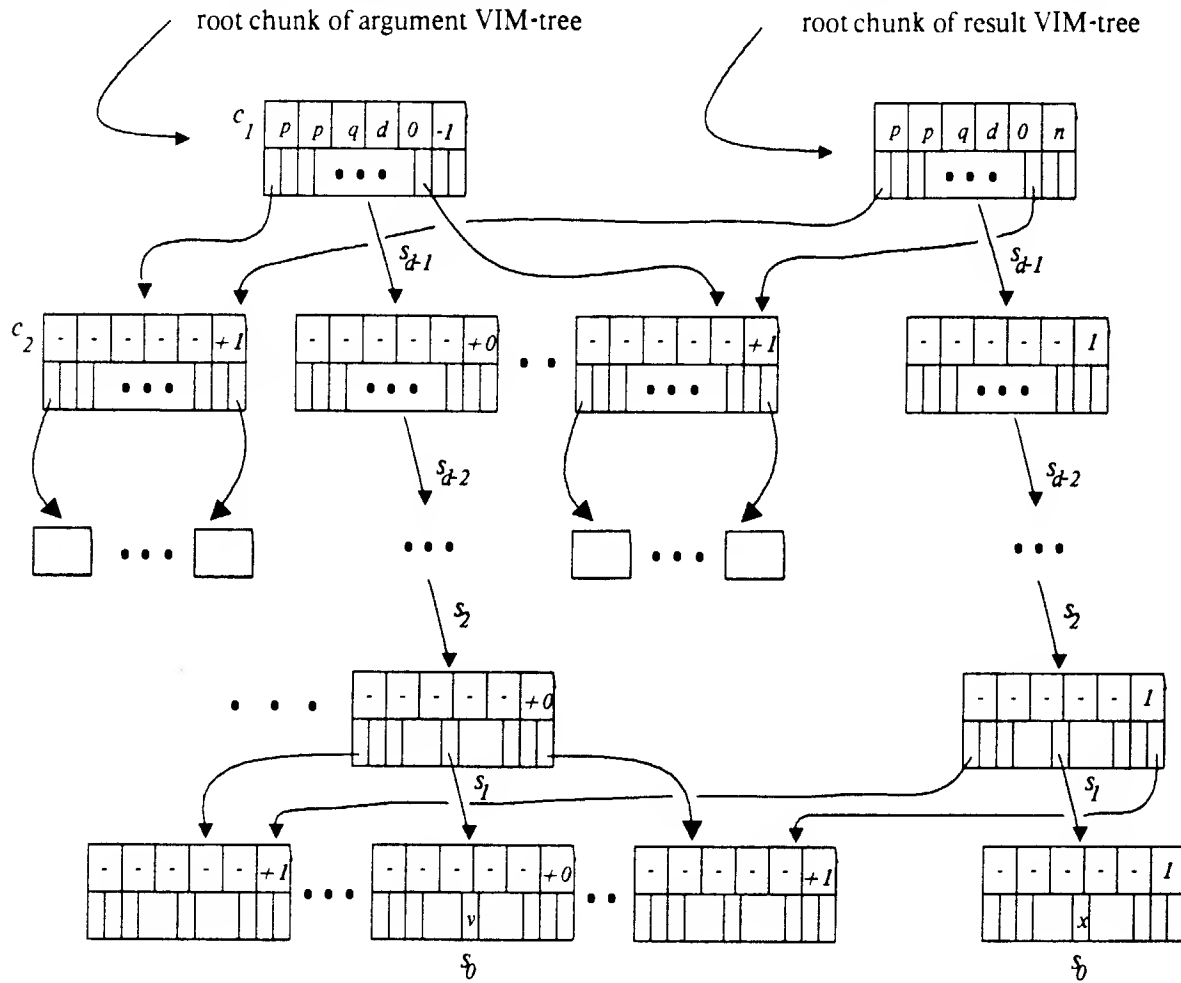 root chunk of argument VIM-tree
root chunk of result VIM-tree
c1 p p q d 0 -1
p p q d 0 n
s_{d-1}
s_{d-1}
c2 - - - - - +1
- - - - - +0
- - - - - +1
- - - - - 1
s_{d-2}
s_{d-2}
s2
s2
- - - - - +0
- - - - - 1
s1
s1
- - - - - +1
- - - - - +0
- - - - - +1
- - - - - 1
v
x
s0
s0